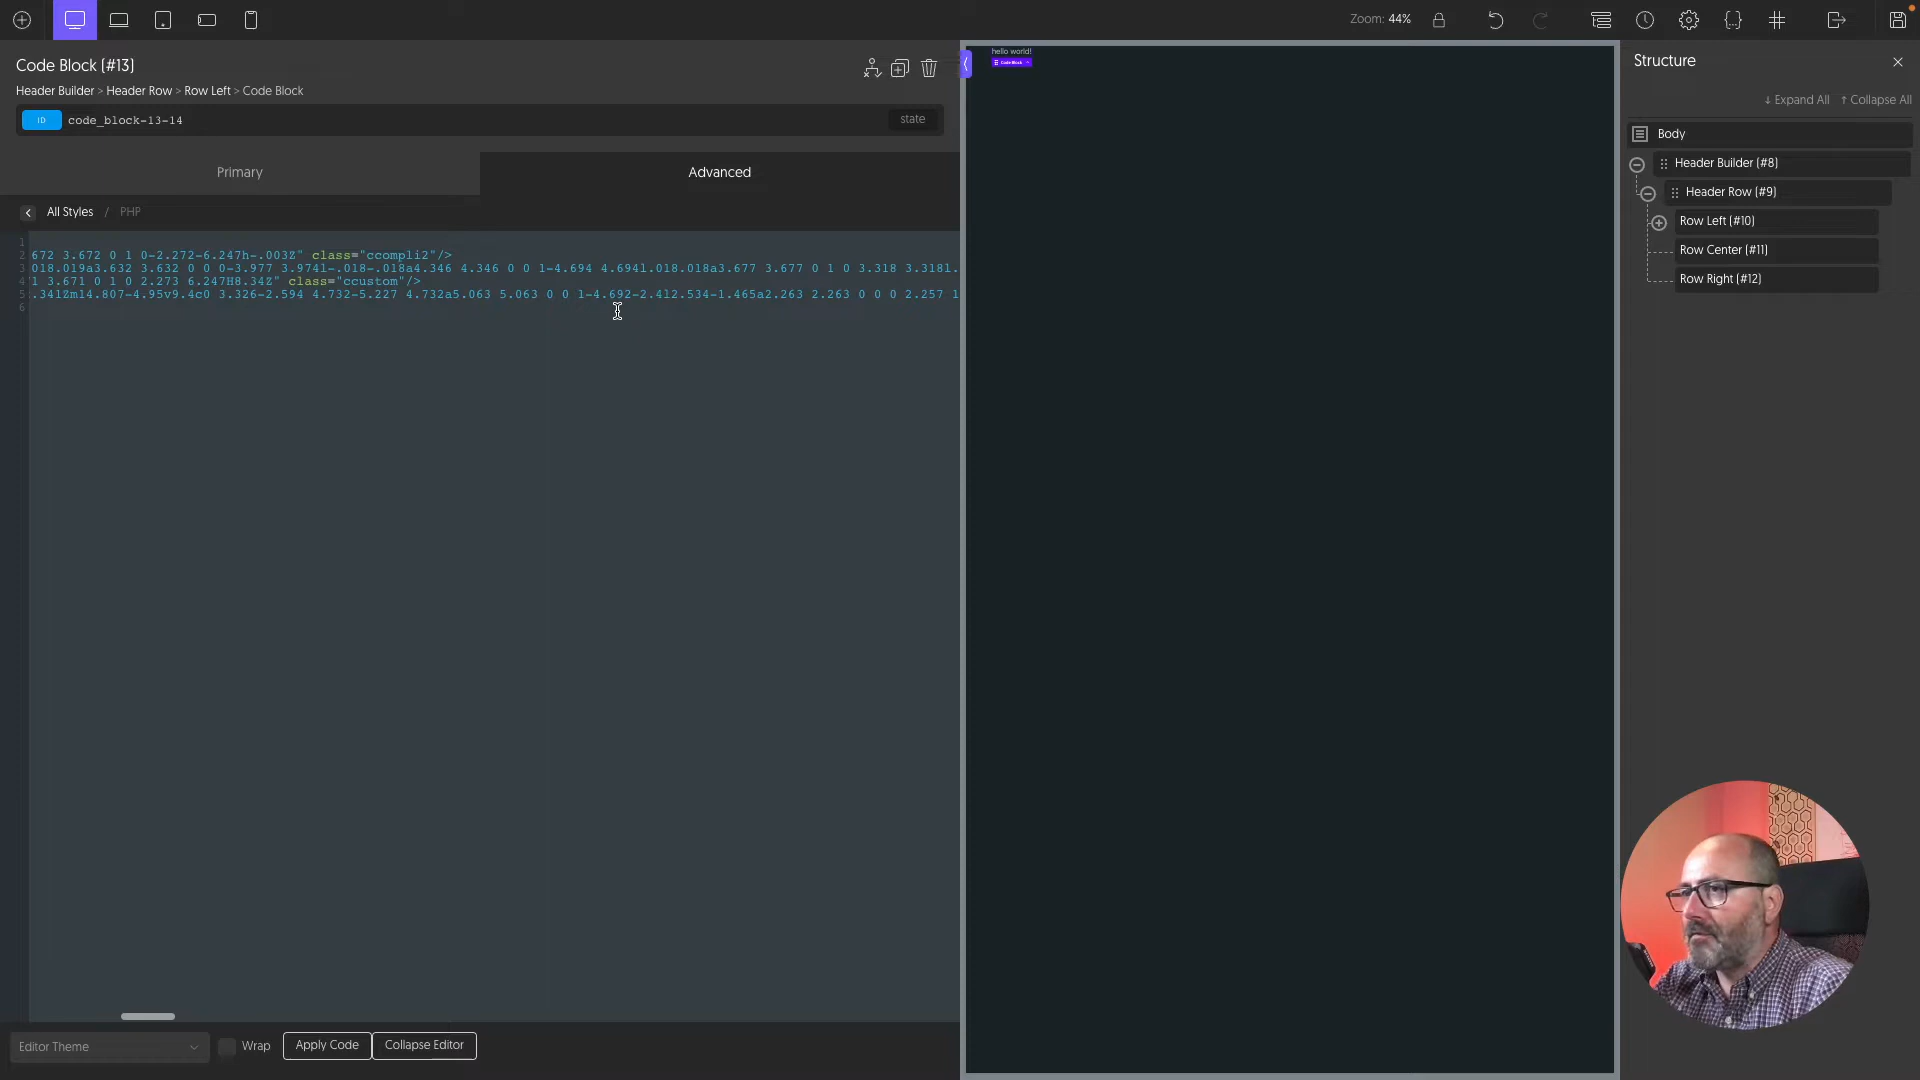 Zoom: 44%
Code Block (#13)
Header Builder > Header Row > Row Left > Code Block
ID code_block-13-14 state
Primary Advanced
All Styles / PHP
1
2 672 3.672 0 1 0-2.272-6.247h-.003Z" class="ccompli2"/>
3 018.019a3.632 3.632 0 0 0-3.977 3.974l-.018-.018a4.346 4.346 0 0 1-4.694 4.694l.018.018a3.677 3.677 0 1 0 3.318 3.318l.
4 1 3.671 0 1 0 2.273 6.247H8.34Z" class="ccustom"/>
5 .341Zm14.807-4.95v9.4c0 3.326-2.594 4.732-5.227 4.732a5.063 5.063 0 0 1-4.692-2.412.534-1.465a2.263 2.263 0 0 0 2.257 1
6
Editor Theme
Wrap
Apply Code
Collapse Editor
hello world!
Code Block
Structure
↓ Expand All ↑ Collapse All
Body
Header Builder (#8)
Header Row (#9)
Row Left (#10)
Row Center (#11)
Row Right (#12)